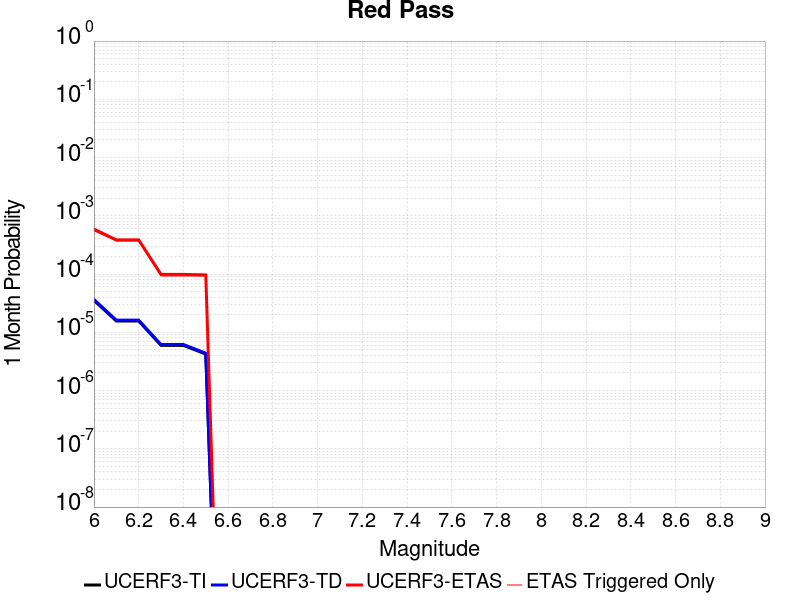 Red Pass
10^0
10^-1
10^-2
10^-3
10^-4
10^-5
10^-6
10^-7
10^-8
1 Month Probability
6 6.2 6.4 6.6 6.8 7 7.2 7.4 7.6 7.8 8 8.2 8.4 8.6 8.8 9
Magnitude
UCERF3-TI UCERF3-TD UCERF3-ETAS ETAS Triggered Only